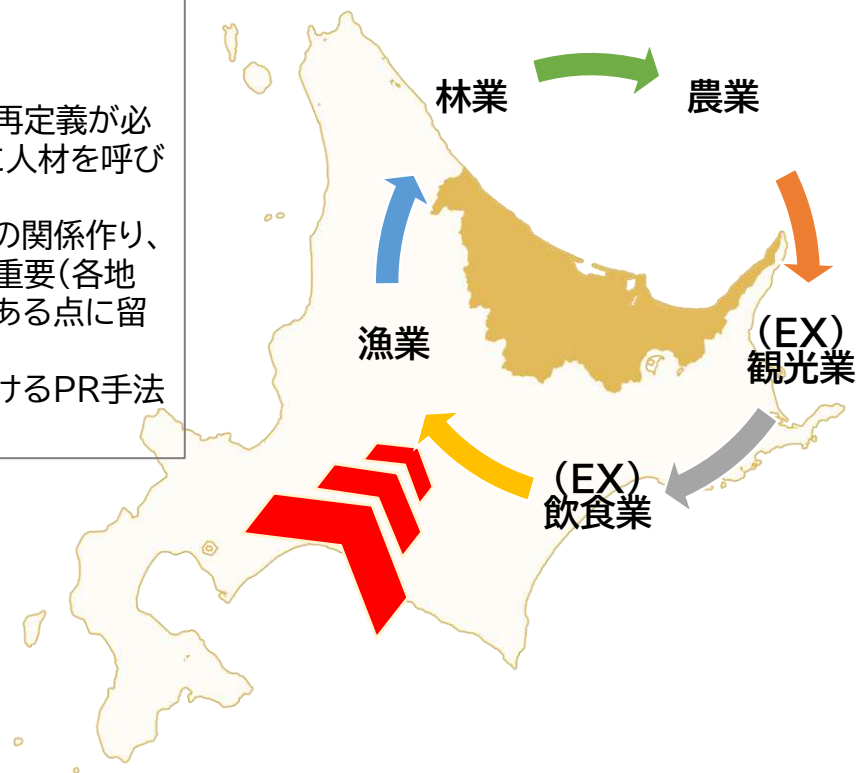 再定義が必
に人材を呼び
の関係作り、
重要(各地
ある点に留
けるPR手法
林業
農業
漁業
(EX)
観光業
(EX)
飲食業